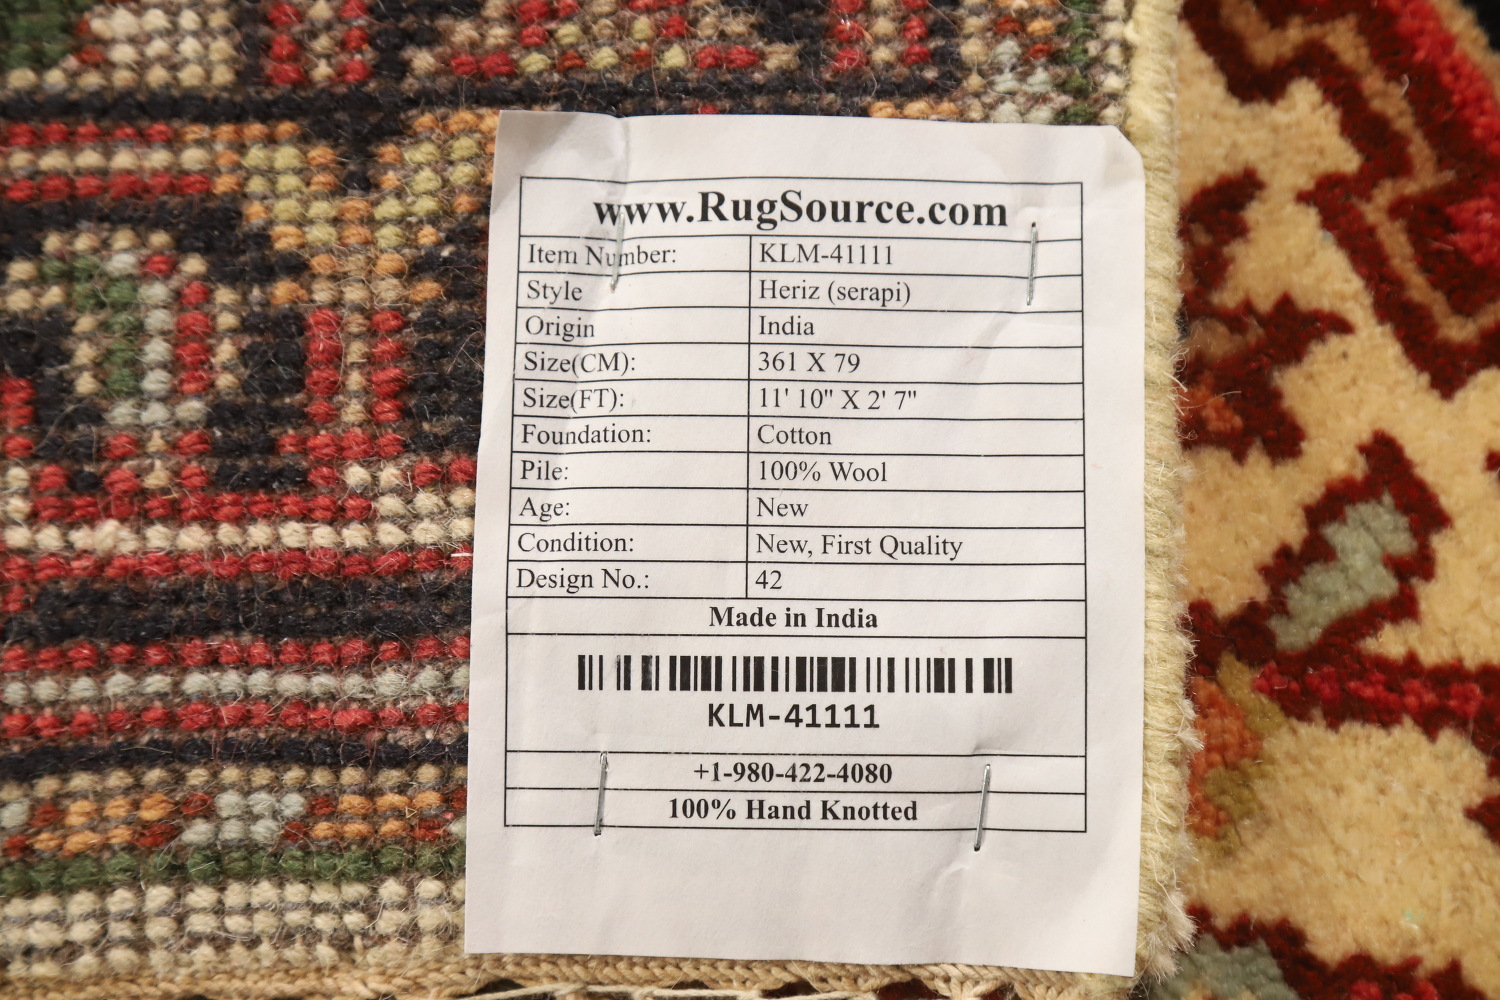 www.RugSource.com
Item Number: KLM-41111
Style Heriz (serapi)
Origin India
Size(CM): 361 X 79
Size(FT): 11' 10" X 2' 7"
Foundation: Cotton
Pile: 100% Wool
Age: New
Condition: New, First Quality
Design No.: 42
Made in India
KLM-41111
+1-980-422-4080
100% Hand Knotted